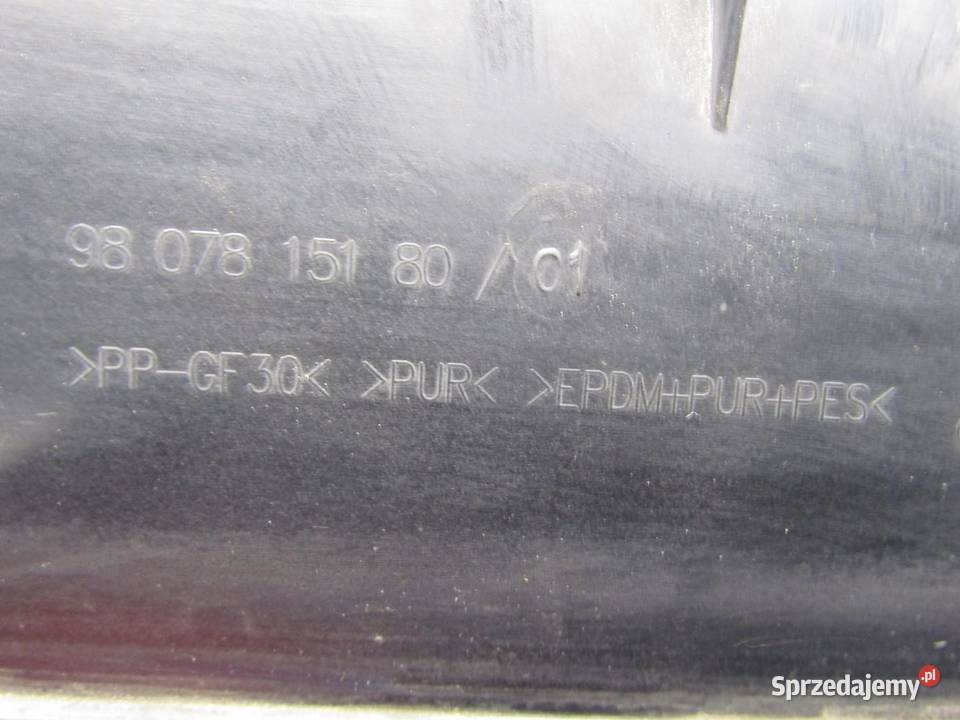 98 078 151 80 /01
>PP-GF30< >PUR< >EPDM+PUR+PES<
Sprzedajemy.pl